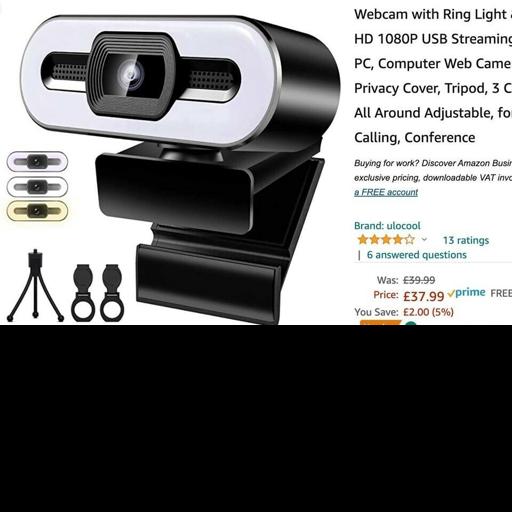 Webcam with Ring Light
HD 1080P USB Streaming
PC, Computer Web Came
Privacy Cover, Tripod, 3 C
All Around Adjustable, fo
Calling, Conference
Buying for work? Discover Amazon Busin
exclusive pricing, downloadable VAT invo
a FREE account
Brand: ulocool
13 ratings
| 6 answered questions
Was: £39.99
Price: £37.99 prime FREE
You Save: £2.00 (5%)